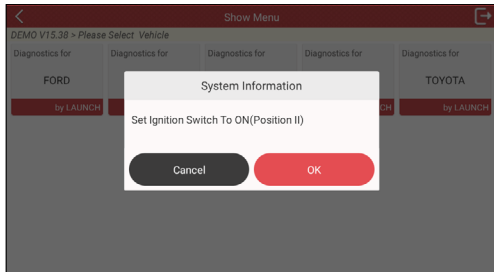 Show Menu
DEMO V15.38 > Please Select Vehicle
Diagnostics for Diagnostics for Diagnostics for Diagnostics for Diagnostics for
FORD TOYOTA
System Information
by LAUNCH CH by LAUNCH
Set Ignition Switch To ON(Position II)
Cancel OK